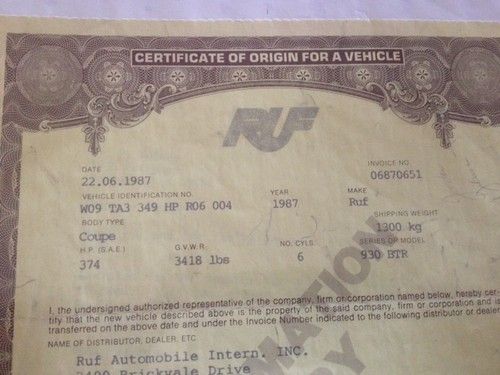 CERTIFICATE OF ORIGIN FOR A VEHICLE
RUF
DATE INVOICE NO
22.06.1987 06870651
VEHICLE IDENTIFICATION NO. YEAR MAKE
W09 TA3 349 HP R06 004 1987 Ruf
BODY TYPE SHIPPING WEIGHT
Coupe 1300 kg
H.P. (S.A.E.) G.V.W.R. NO. CYLS. SERIES OR MODEL
374 3418 lbs 6 930 BTR
I, the undersigned authorized representative of the company, firm or corporation named below, hereby cer-
tify that the new vehicle described above is the property of the said company, firm or corporation and is
transferred on the above date and under the Invoice Number indicated to the following distributor or dealer
NAME OF DISTRIBUTOR, DEALER, ETC
Ruf Automobile Intern. INC.
Brickvale Drive